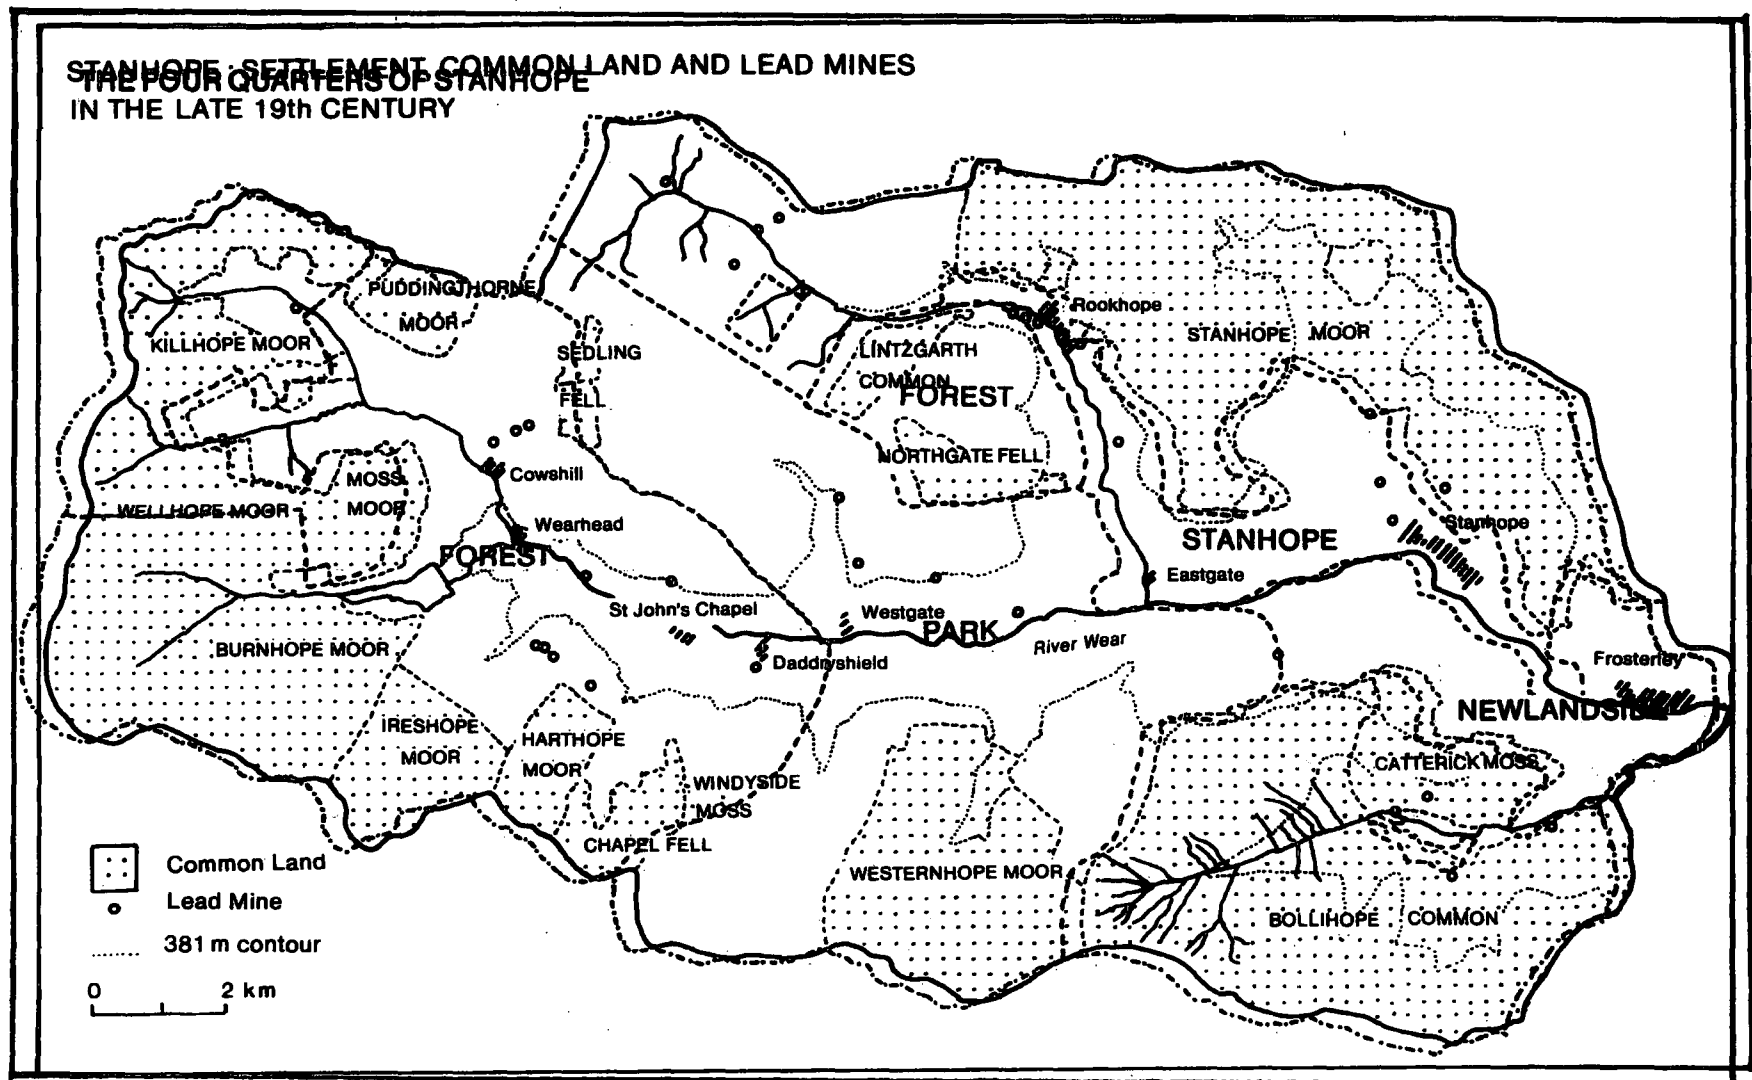 STANHOPE : SETTLEMENT, COMMON LAND AND LEAD MINES
THE FOUR QUARTERS OF STANHOPE
IN THE LATE 19th CENTURY
PUDDINGTHORNE
MOOR
KILLHOPE MOOR
SEDLING
FELL
LINTZGARTH
COMMON
FOREST
Rookhope
STANHOPE MOOR
NORTHGATE FELL
MOSS
MOOR
WELLHOPE MOOR
Cowshill
Wearhead
FOREST
Stanhope
STANHOPE
Eastgate
St John's Chapel
Westgate
PARK
River Wear
Daddryshield
BURNHOPE MOOR
Frosterley
NEWLANDSIDE
IRESHOPE
MOOR
HARTHOPE
MOOR
WINDYSIDE
MOSS
CATTERICK MOSS
CHAPEL FELL
WESTERNHOPE MOOR
BOLLIHOPE COMMON
Common Land
Lead Mine
381 m contour
0 2 km